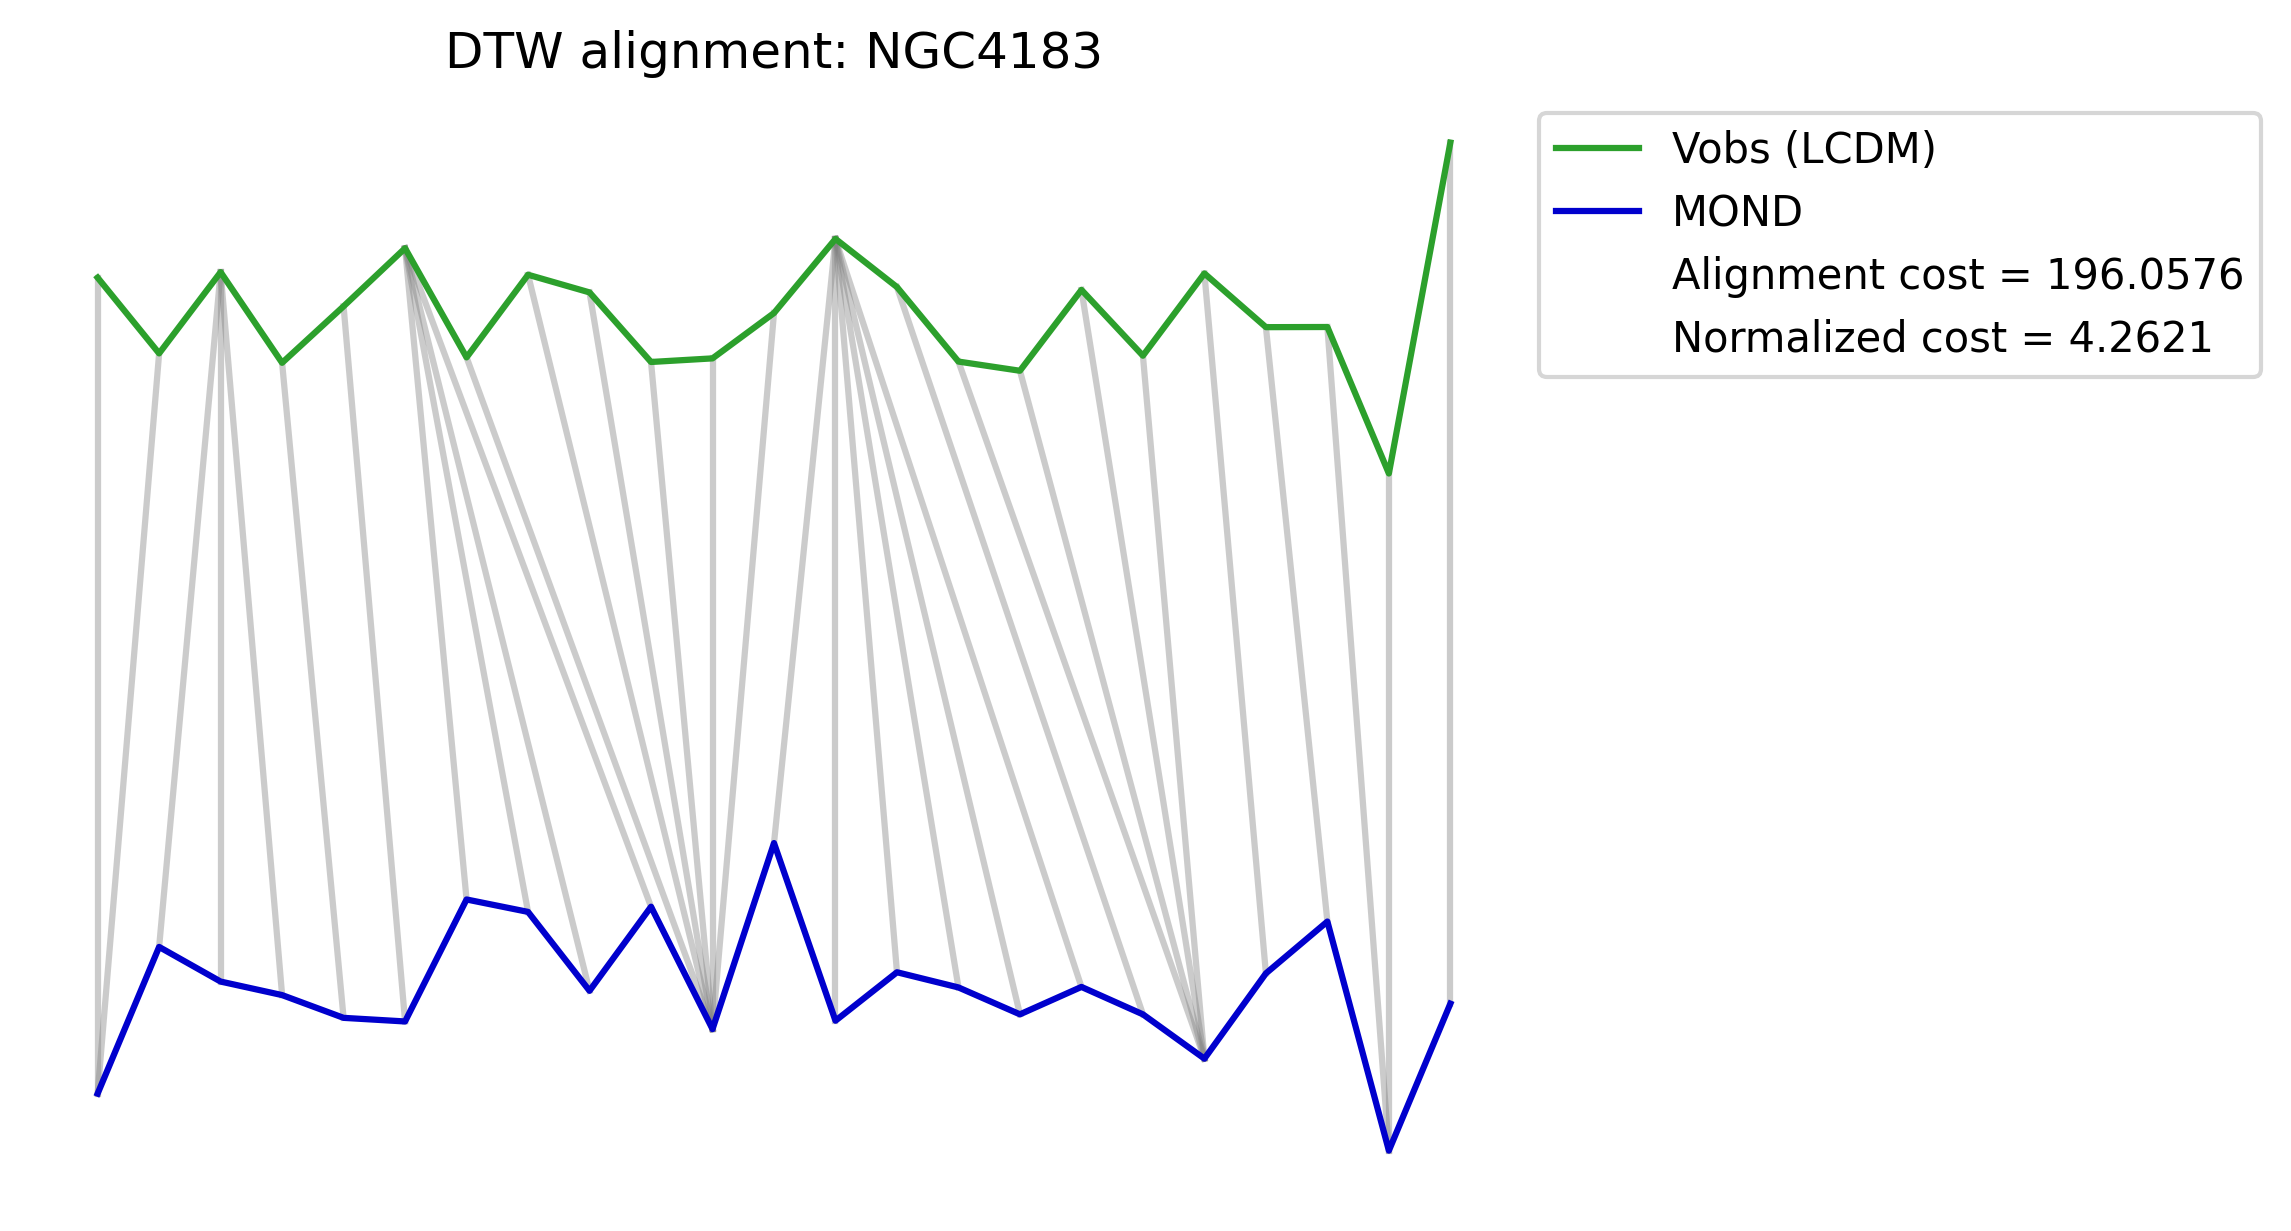 DTW alignment: NGC4183
Vobs (LCDM)
MOND
Alignment cost = 196.0576
Normalized cost = 4.2621